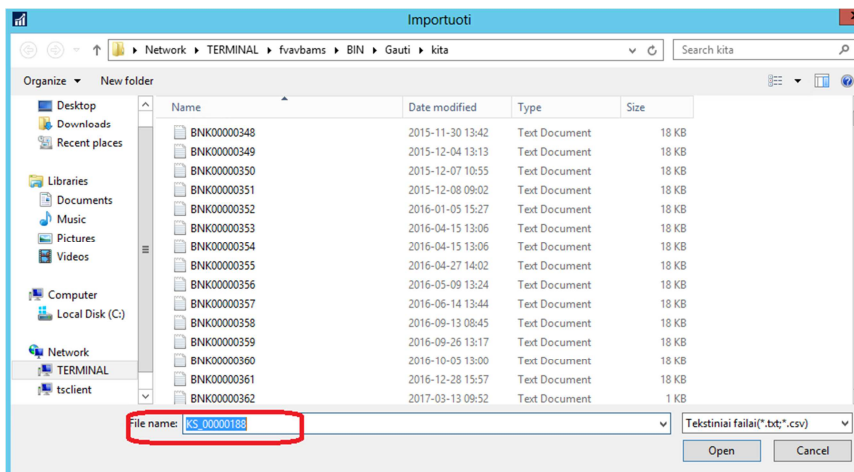 Importuoti
Network TERMINAL fvavbams BIN Gauti kita
Search kita
Organize New folder
Name Date modified Type Size
Desktop
Downloads
Recent places
Libraries
Documents
Music
Pictures
Videos
Computer
Local Disk (C:)
Network
TERMINAL
tsclient
BNK00000348 2015-11-30 13:42 Text Document 18 KB
BNK00000349 2015-12-04 13:13 Text Document 18 KB
BNK00000350 2015-12-07 10:55 Text Document 18 KB
BNK00000351 2015-12-08 09:02 Text Document 18 KB
BNK00000352 2016-01-05 15:27 Text Document 18 KB
BNK00000353 2016-04-15 13:06 Text Document 18 KB
BNK00000354 2016-04-15 13:06 Text Document 18 KB
BNK00000355 2016-04-27 14:02 Text Document 18 KB
BNK00000356 2016-05-09 13:24 Text Document 18 KB
BNK00000357 2016-06-14 13:44 Text Document 18 KB
BNK00000358 2016-09-13 08:45 Text Document 18 KB
BNK00000359 2016-09-26 13:17 Text Document 18 KB
BNK00000360 2016-10-05 13:00 Text Document 18 KB
BNK00000361 2016-12-28 15:57 Text Document 18 KB
BNK00000362 2017-03-13 09:52 Text Document 1 KB
File name: KS_00000188
Tekstiniai failai(*.txt;*.csv)
Open Cancel